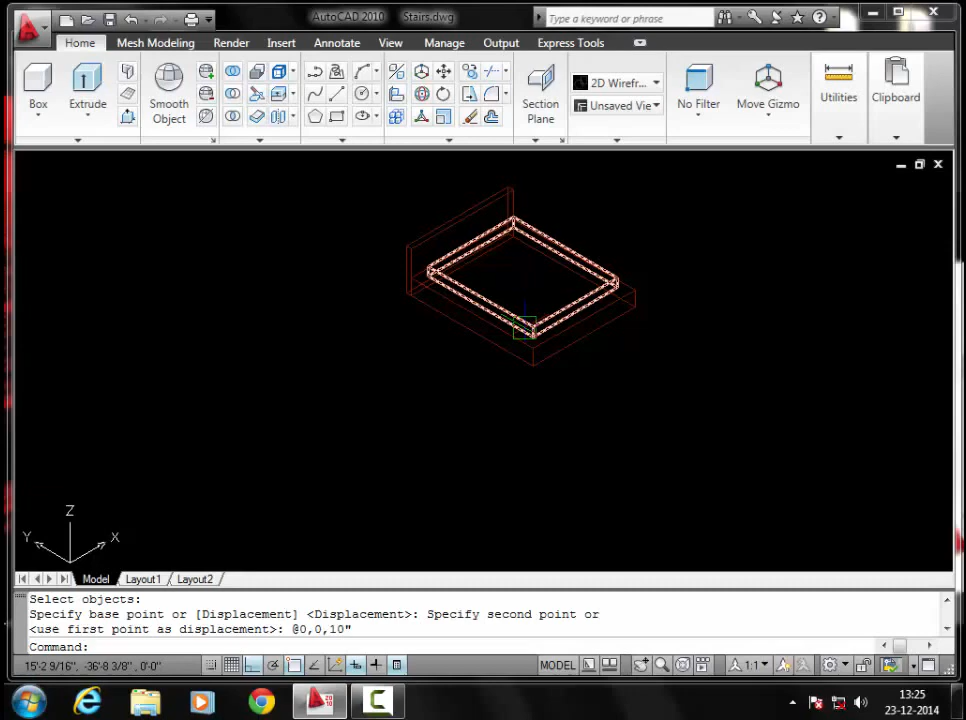 AutoCAD 2010 Stairs.dwg Type a keyword or phrase
Home Mesh Modeling Render Insert Annotate View Manage Output Express Tools
Box Extrude Smooth Object Section Plane 2D Wirefr... Unsaved Vie No Filter Move Gizmo Utilities Clipboard
Z
Y X
Model Layout1 Layout2
Select objects:
Specify base point or [Displacement] <Displacement>: Specify second point or
<use first point as displacement>: @0,0,10"
Command:
15'-2 9/16", -36'-8 3/8" , 0'-0" MODEL 1:1
2010 C 13:25
23-12-2014